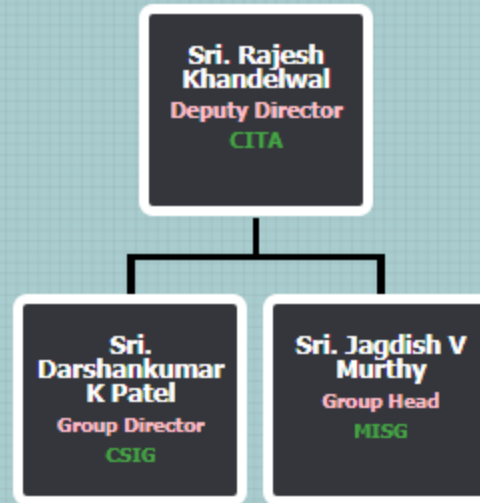 Sri. Rajesh
Khandelwal
Deputy Director
CITA
Sri.
Darshankumar
K Patel
Group Director
CSIG
Sri. Jagdish V
Murthy
Group Head
MISG